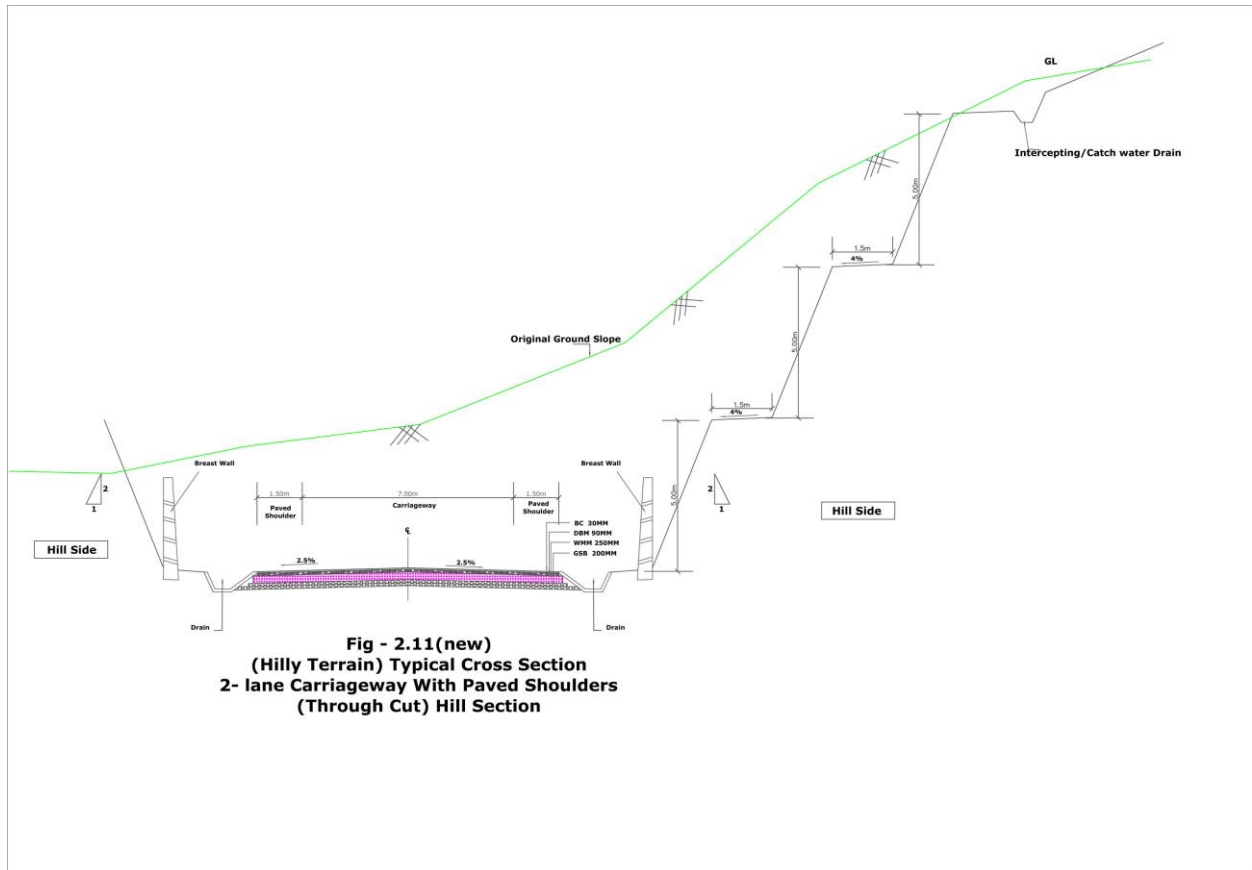 GL
Intercepting/Catch water Drain
5.00m
1.5m
4%
Original Ground Slope
5.00m
1.5m
4%
Breast Wall
Breast Wall
2
1
1.50m
7.00m
1.50m
Paved
Shoulder
Carriageway
Paved
Shoulder
5.00m
2
1
Hill Side
Hill Side
BC 30MM
DBM 90MM
WMM 250MM
GSB 200MM
℄
2.5%
2.5%
Drain
Drain
Fig - 2.11(new)
(Hilly Terrain) Typical Cross Section
2- lane Carriageway With Paved Shoulders
(Through Cut) Hill Section